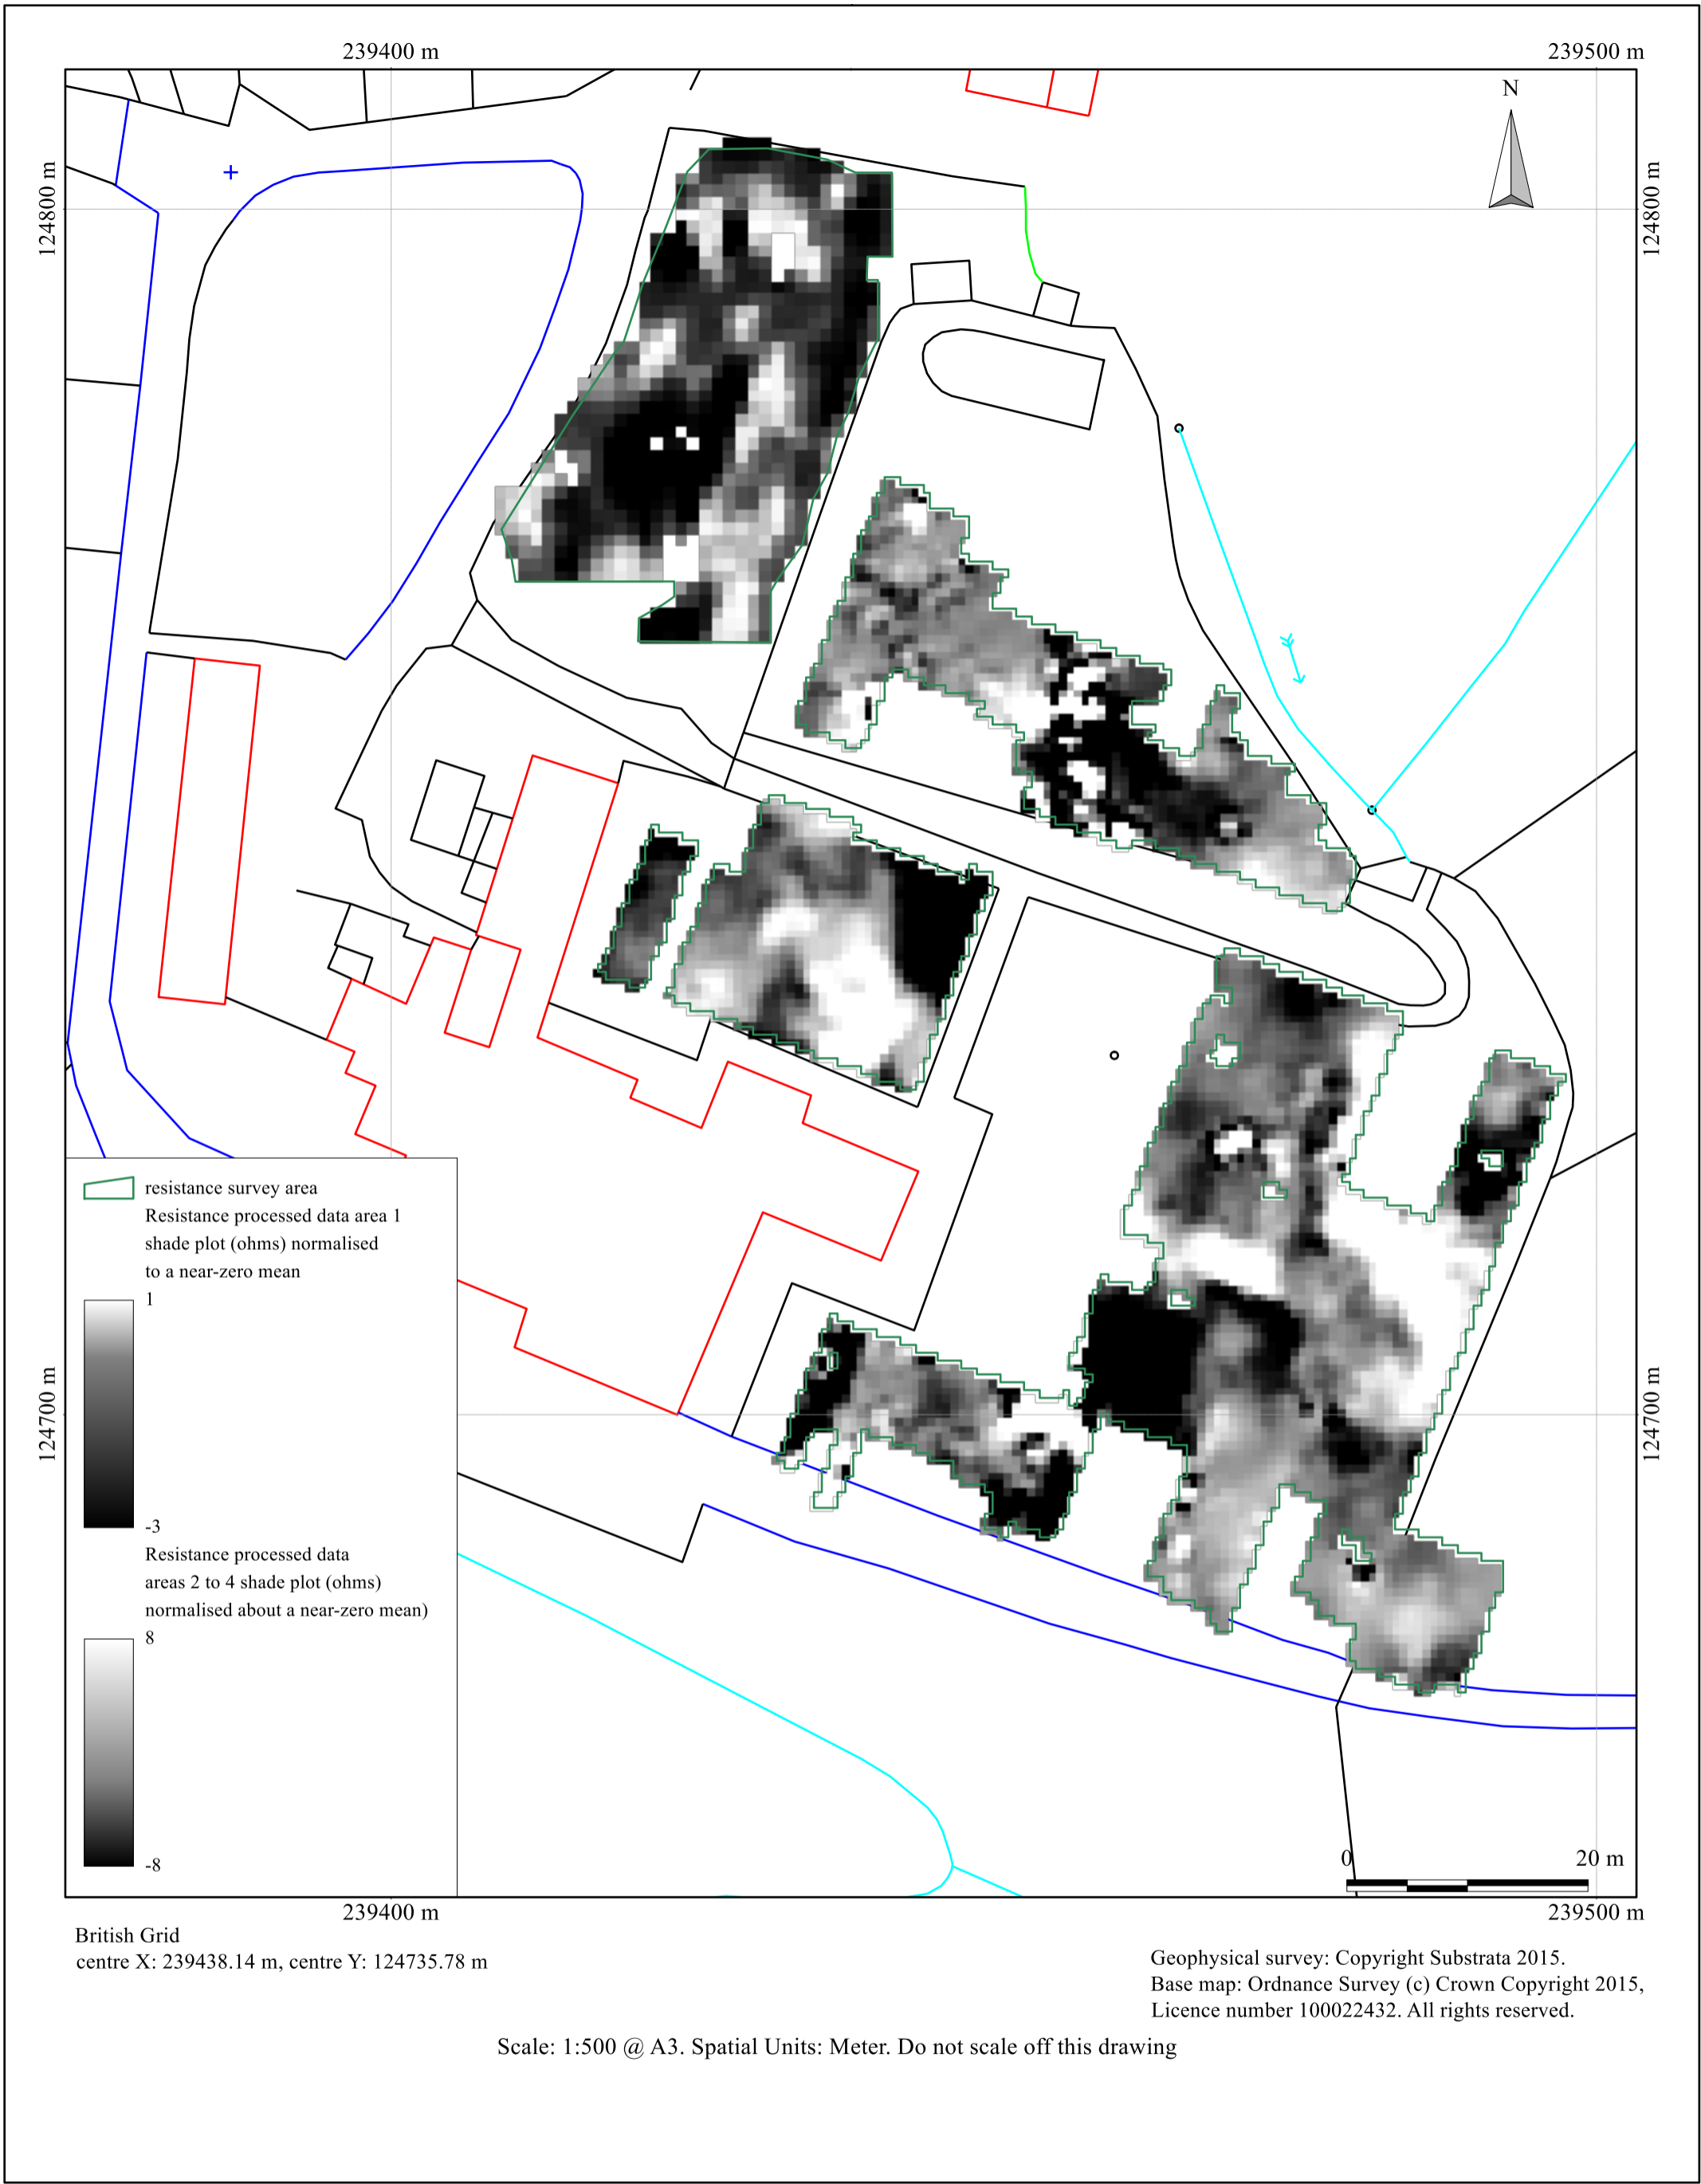 239400 m
239500 m
N
124800 m
124800 m
resistance survey area
Resistance processed data area 1
shade plot (ohms) normalised
to a near-zero mean
1
-3
Resistance processed data
areas 2 to 4 shade plot (ohms)
normalised about a near-zero mean)
8
-8
124700 m
124700 m
0
20 m
239400 m
239500 m
British Grid
centre X: 239438.14 m, centre Y: 124735.78 m
Geophysical survey: Copyright Substrata 2015.
Base map: Ordnance Survey (c) Crown Copyright 2015,
Licence number 100022432. All rights reserved.
Scale: 1:500 @ A3. Spatial Units: Meter. Do not scale off this drawing